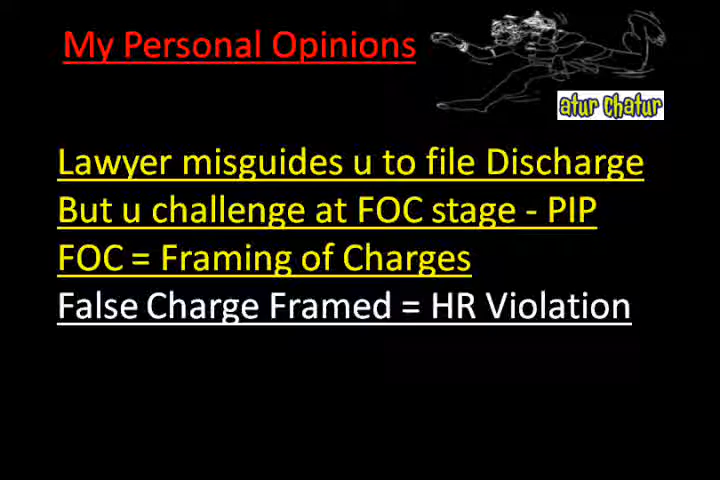 My Personal Opinions
atur chatur
Lawyer misguides u to file Discharge
But u challenge at FOC stage - PIP
FOC = Framing of Charges
False Charge Framed = HR Violation